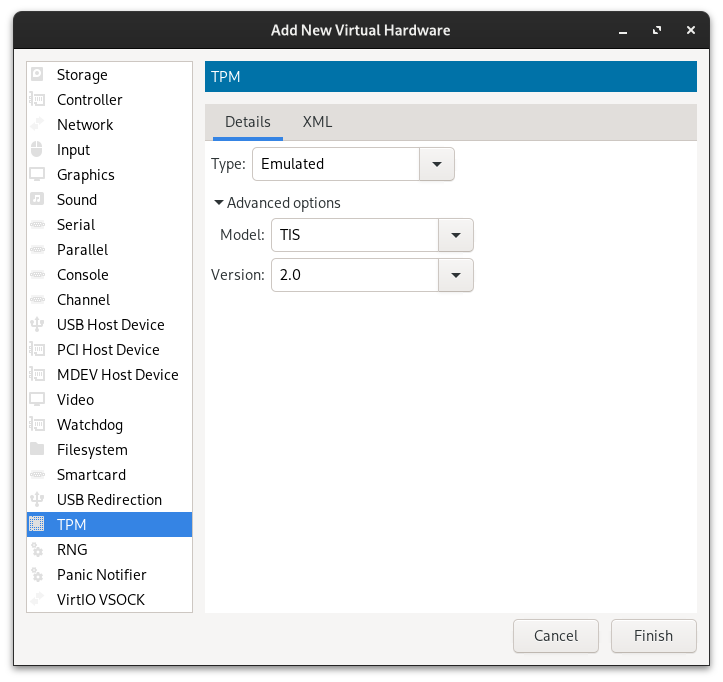 Add New Virtual Hardware
Storage
Controller
Network
Input
Graphics
Sound
Serial
Parallel
Console
Channel
USB Host Device
PCI Host Device
MDEV Host Device
Video
Watchdog
Filesystem
Smartcard
USB Redirection
TPM
RNG
Panic Notifier
VirtIO VSOCK
TPM
Details XML
Type: Emulated
Advanced options
Model: TIS
Version: 2.0
Cancel Finish